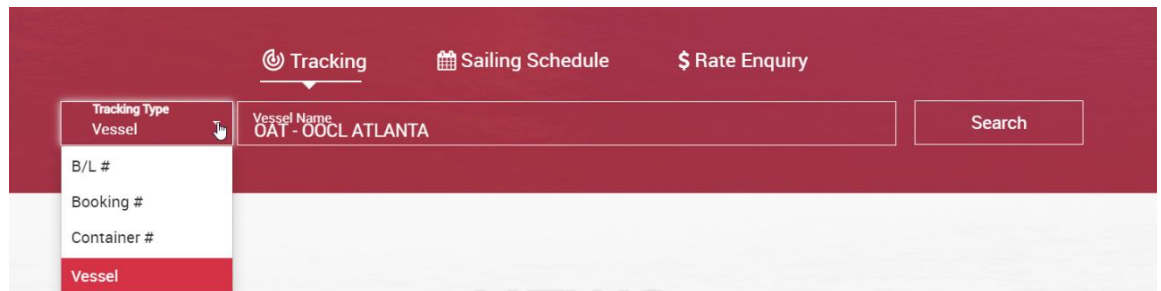 Tracking Sailing Schedule $ Rate Enquiry
Tracking Type
Vessel
Vessel Name
OAT - OOCL ATLANTA
Search
B/L #
Booking #
Container #
Vessel